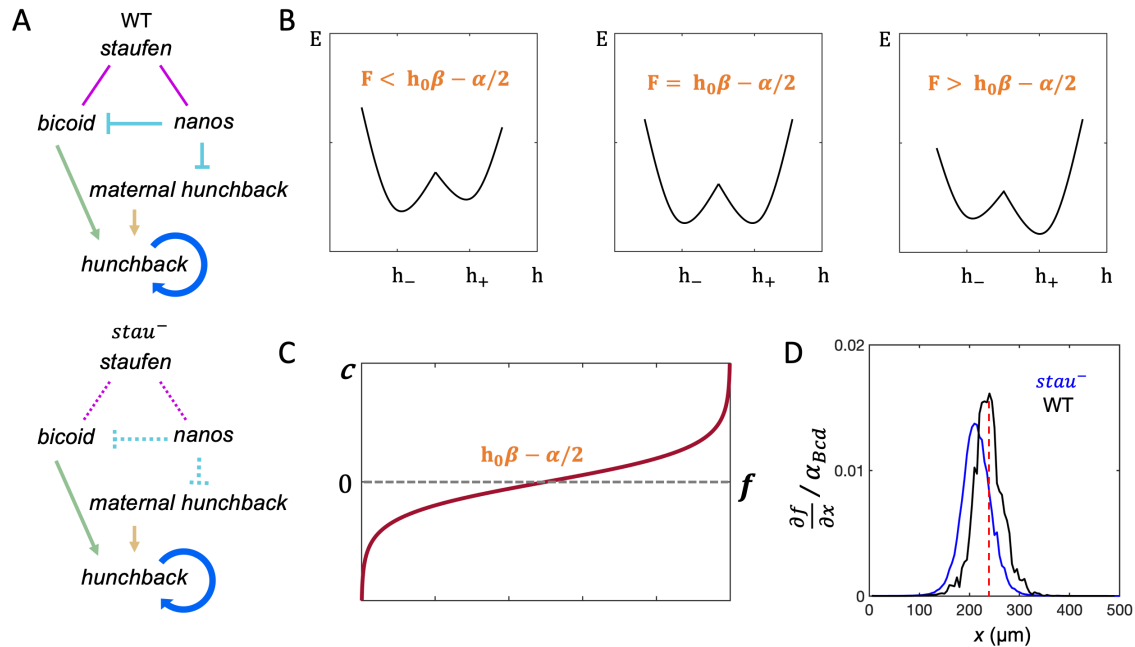 A
WT
staufen
bicoid
nanos
maternal hunchback
hunchback
stau⁻
staufen
bicoid
nanos
maternal hunchback
hunchback
B
E
F < h₀β − α/2
h₋ h₊ h
E
F = h₀β − α/2
h₋ h₊ h
E
F > h₀β − α/2
h₋ h₊ h
C
c
h₀β − α/2
0
f
D
0.02
0.01
0
∂f/∂x / α_Bcd
stau⁻
WT
0 100 200 300 400 500
x (μm)